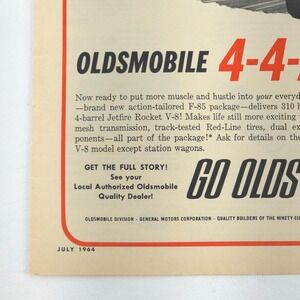 OLDSMOBILE 4-4-
Now ready to put more muscle and hustle into your everyd
—brand new action-tailored F-85 package—delivers 310 h
4-barrel Jetfire Rocket V-8! Makes life still more exciting
mesh transmission, track-tested Red-Line tires, dual ex
ponents—all part of the package!* Ask for details on the
V-8 model except station wagons.
GET THE FULL STORY!
See your
Local Authorized Oldsmobile
Quality Dealer!
GO OLDS
OLDSMOBILE DIVISION · GENERAL MOTORS CORPORATION · QUALITY BUILDERS OF THE NINETY-EI
JULY 1964